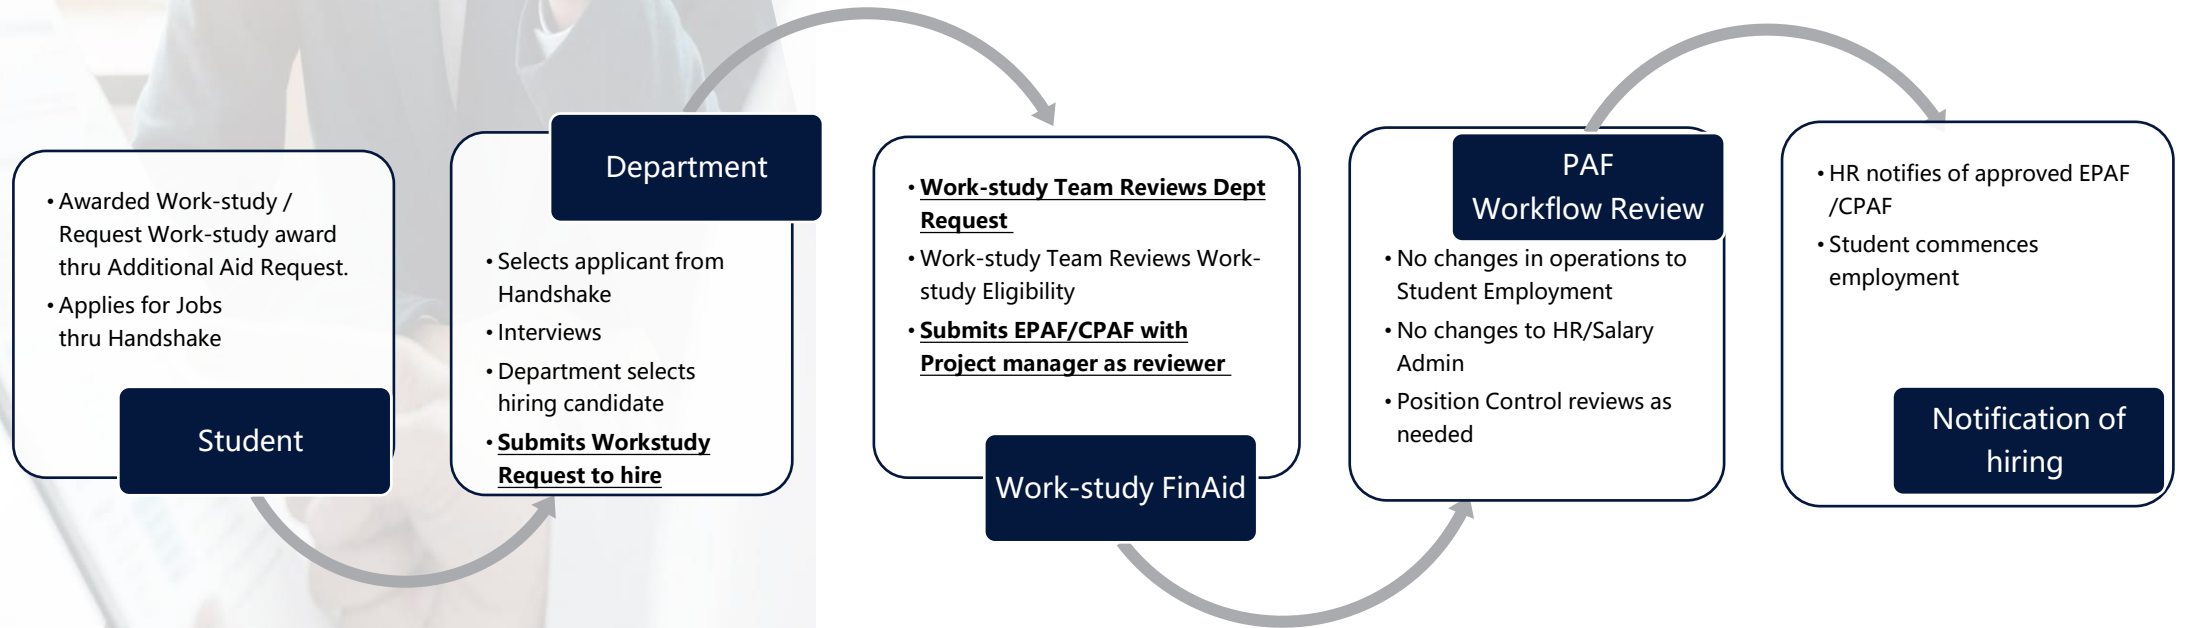 • Awarded Work-study /
Request Work-study award
thru Additional Aid Request.
• Applies for Jobs
thru Handshake
Student
Department
• Selects applicant from
Handshake
• Interviews
• Department selects
hiring candidate
• Submits Workstudy
Request to hire
• Work-study Team Reviews Dept
Request
• Work-study Team Reviews Work-
study Eligibility
• Submits EPAF/CPAF with
Project manager as reviewer
Work-study FinAid
PAF
Workflow Review
• No changes in operations to
Student Employment
• No changes to HR/Salary
Admin
• Position Control reviews as
needed
• HR notifies of approved EPAF
/CPAF
• Student commences
employment
Notification of
hiring